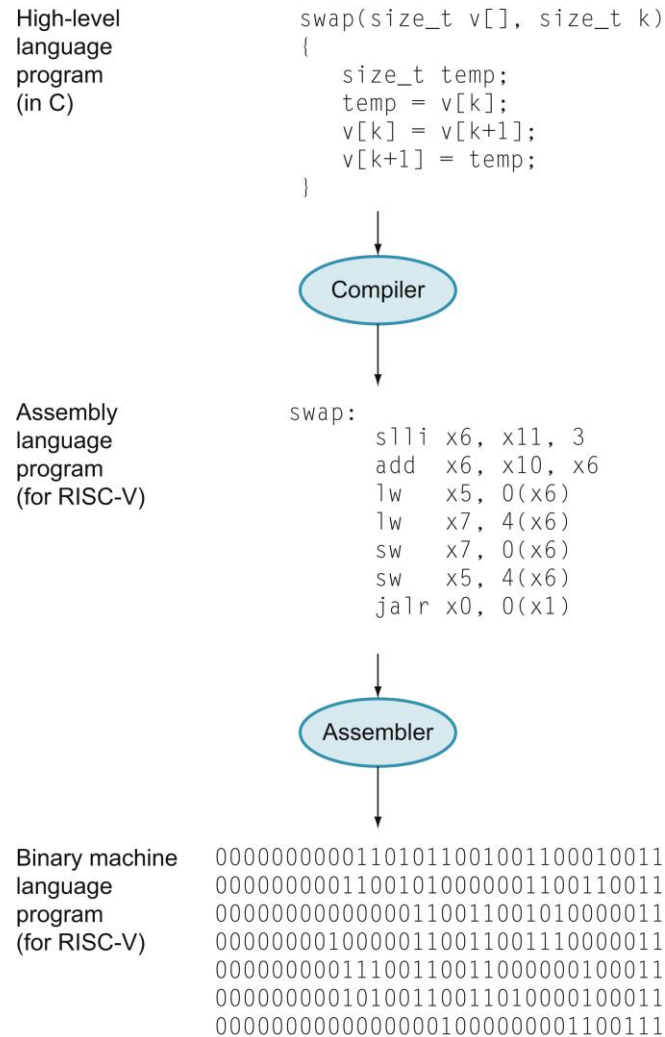 High-level
language
program
(in C)
swap(size_t v[], size_t k)
{
size_t temp;
temp = v[k];
v[k] = v[k+1];
v[k+1] = temp;
}
Compiler
Assembly
language
program
(for RISC-V)
swap:
slli x6, x11, 3
add x6, x10, x6
lw x5, 0(x6)
lw x7, 4(x6)
sw x7, 0(x6)
sw x5, 4(x6)
jalr x0, 0(x1)
Assembler
Binary machine
language
program
(for RISC-V)
00000000001101011001001100010011
00000000011001010000001100110011
00000000000000110011001010000011
00000000100000110011001110000011
00000000011100110011000000100011
00000000010100110011010000100011
00000000000000001000000001100111